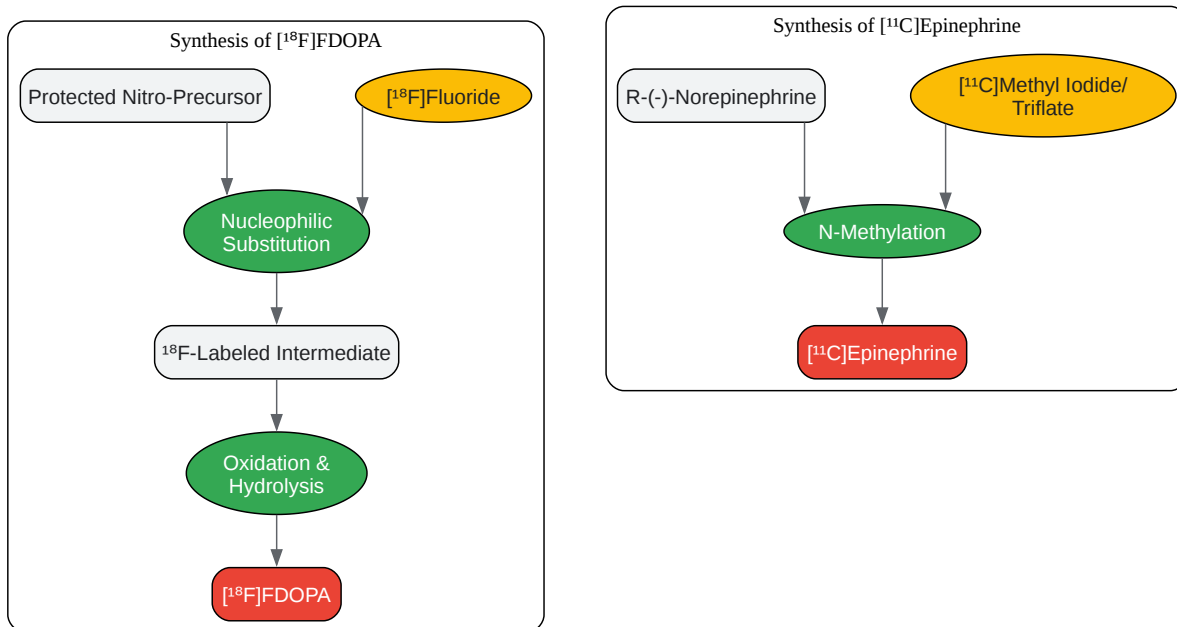 Synthesis of [¹⁸F]FDOPA
Protected Nitro-Precursor
[¹⁸F]Fluoride
Nucleophilic
Substitution
¹⁸F-Labeled Intermediate
Oxidation &
Hydrolysis
[¹⁸F]FDOPA
Synthesis of [¹¹C]Epinephrine
R-(-)-Norepinephrine
[¹¹C]Methyl Iodide/
Triflate
N-Methylation
[¹¹C]Epinephrine